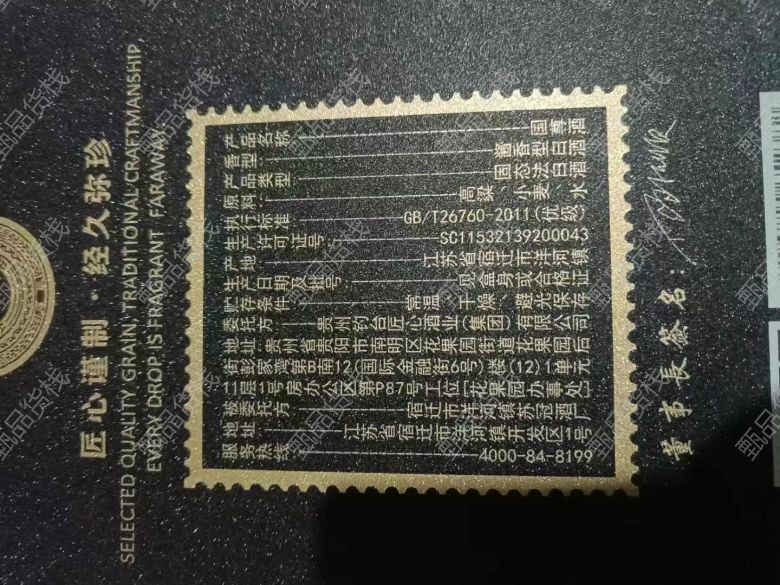 匠心谨制·经久弥珍
SELECTED QUALITY GRAIN, TRADITIONAL CRAFTMANSHIP,
EVERY DROP IS FRAGRANT FARAWAY
产品名称 国尊酒
香型 酱香型白酒
产品类型 固态法白酒
原料 高粱、小麦、水
执行标准 GB/T26760-2011(优级)
生产许可证号 SC11532139200043
产地 江苏省宿迁市洋河镇
生产日期及批号 见盒身或合格证
贮存条件 常温、干燥、避光保存
委托方 贵州钓台匠心酒业(集团)有限公司
地址:贵州省贵阳市南明区花果园街道花果园后
街彭家湾第B南12(国际金融街6号)楼(12)1单元
11层1号房办公区第P87号工位[花果园办事处]
被委托方 宿迁市洋河镇苏冠酒厂
地址 江苏省宿迁市洋河镇开发区1号
服务热线 4000-84-8199
董事长签名:
甄品货栈